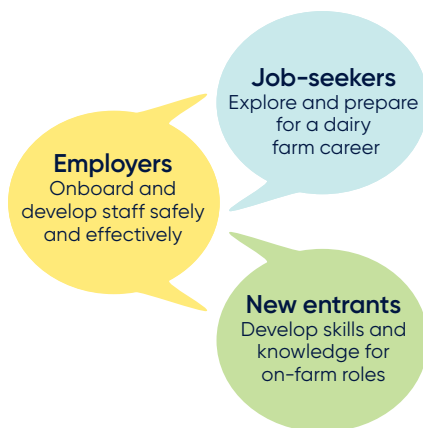 Job-seekers
Explore and prepare
for a dairy
farm career
Employers
Onboard and
develop staff safely
and effectively
New entrants
Develop skills and
knowledge for
on-farm roles